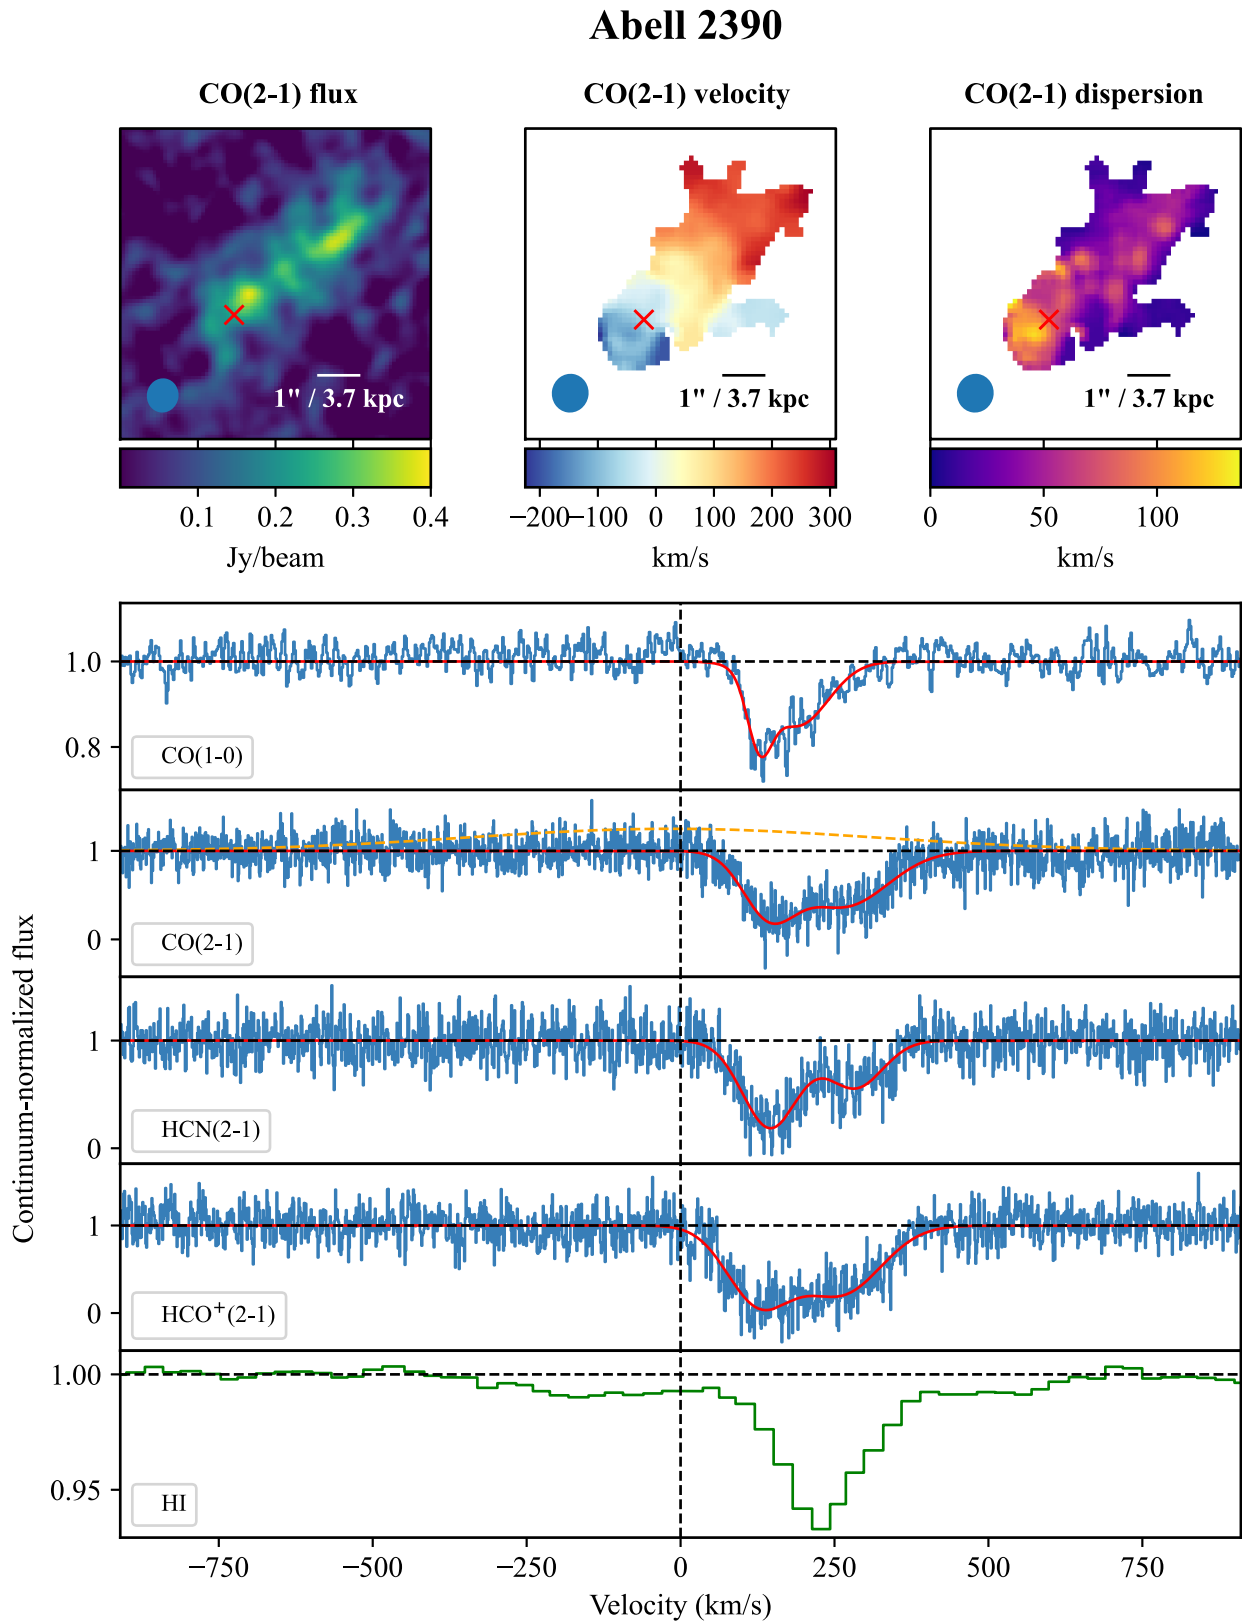 Abell 2390
CO(2-1) flux
CO(2-1) velocity
CO(2-1) dispersion
1" / 3.7 kpc
1" / 3.7 kpc
1" / 3.7 kpc
0.1 0.2 0.3 0.4
Jy/beam
−200 −100 0 100 200 300
km/s
0 50 100
km/s
Continuum-normalized flux
1.0
0.8
CO(1-0)
1
0
CO(2-1)
1
0
HCN(2-1)
1
0
HCO⁺(2-1)
1.00
0.95
HI
−750 −500 −250 0 250 500 750
Velocity (km/s)